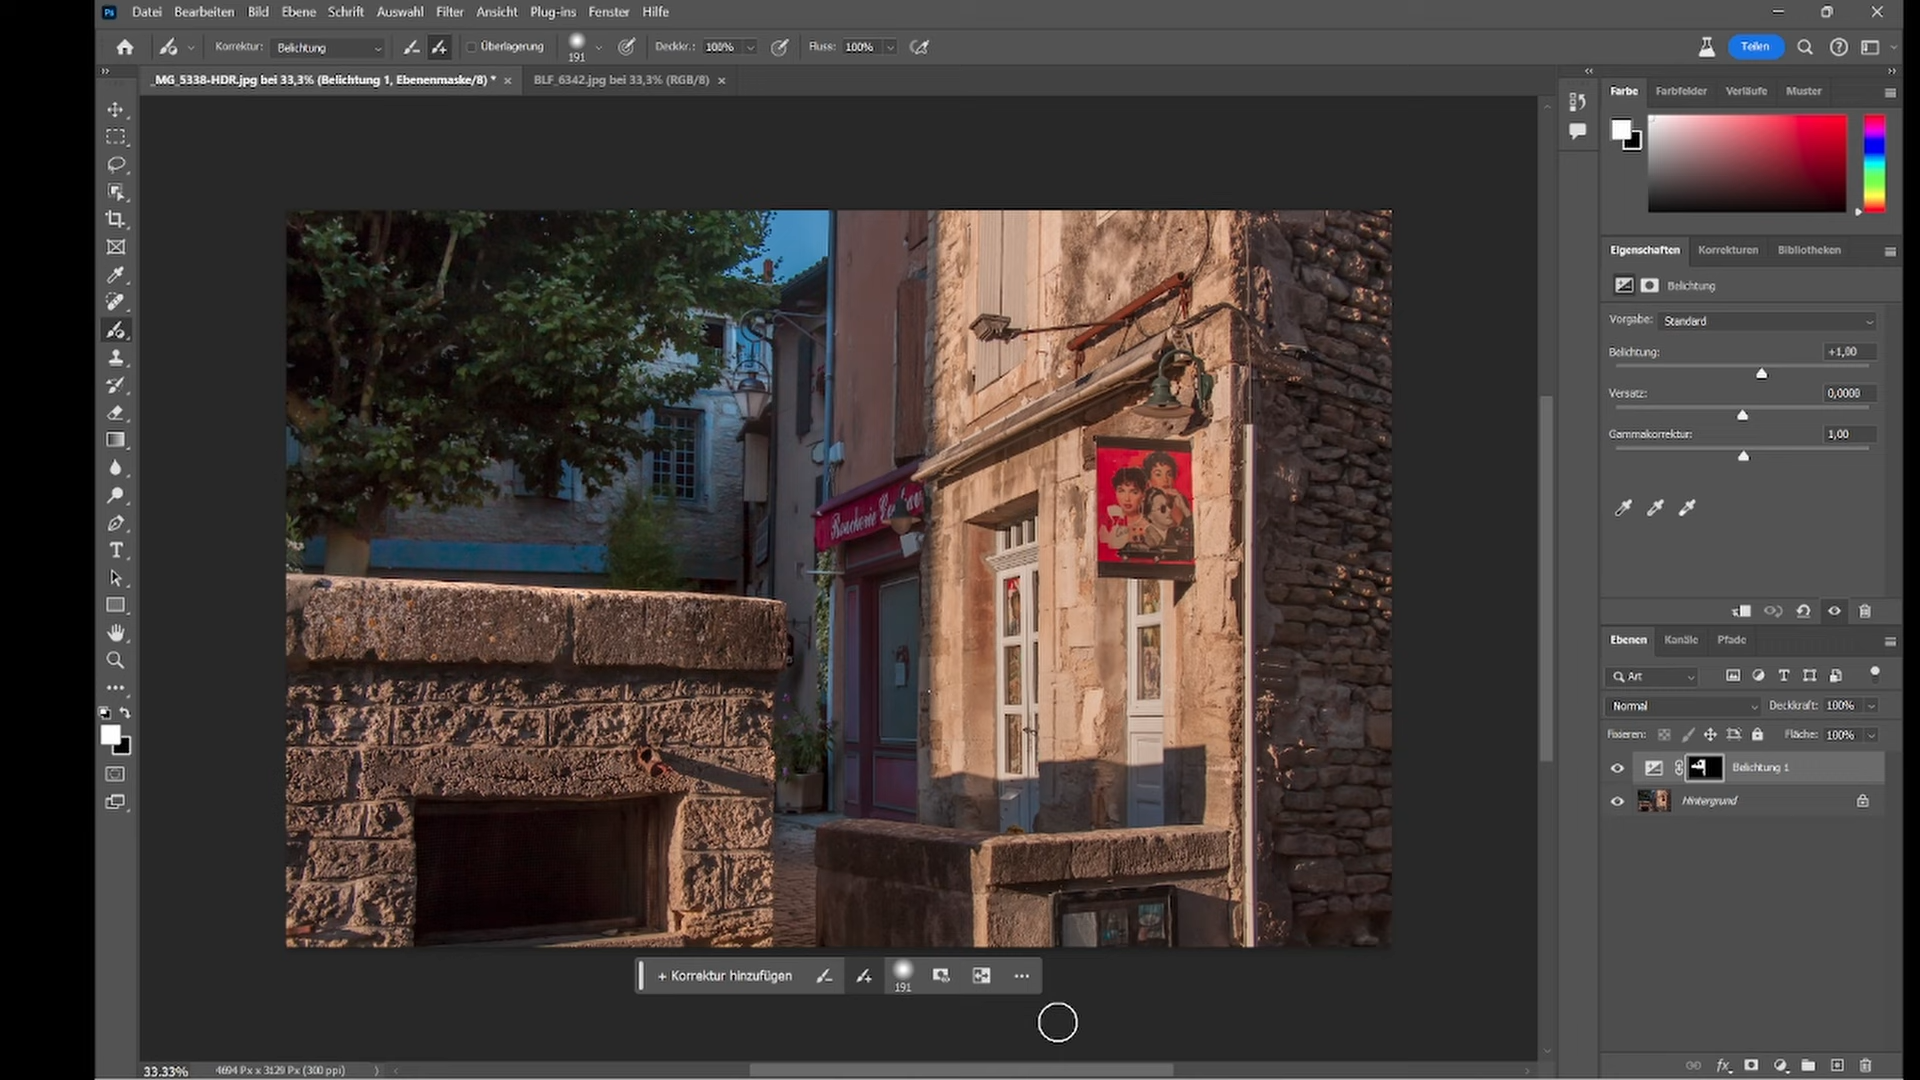 Ps Datei Bearbeiten Bild Ebene Schrift Auswahl Filter Ansicht Plug-ins Fenster Hilfe
Korrektur: Belichtung Überlagerung 191 Deckkr.: 100% Fluss: 100% Teilen
_MG_5338-HDR.jpg bei 33,3% (Belichtung 1, Ebenenmaske/8) * BLF_6342.jpg bei 33,3% (RGB/8)
Farbe Farbfelder Verläufe Muster
Eigenschaften Korrekturen Bibliotheken
Belichtung
Vorgabe: Standard
Belichtung: +1,00
Versatz: 0,0000
Gammakorrektur: 1,00
Boucherie
Ebenen Kanäle Pfade
Art
Normal Deckkraft: 100%
Fixieren: Fläche: 100%
Belichtung 1
Hintergrund
+ Korrektur hinzufügen 191
33.33% 4694 Px x 3129 Px (300 ppi)